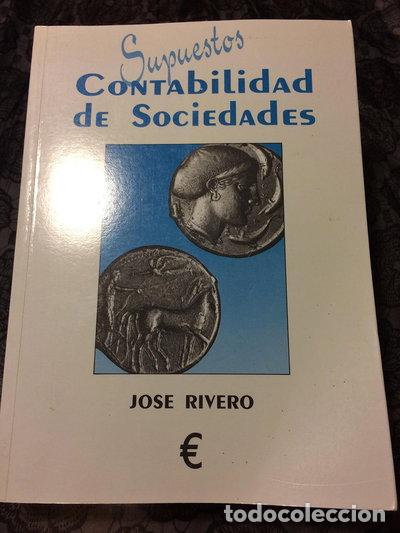 Supuestos
CONTABILIDAD
DE SOCIEDADES
JOSE RIVERO
€
todocoleccion